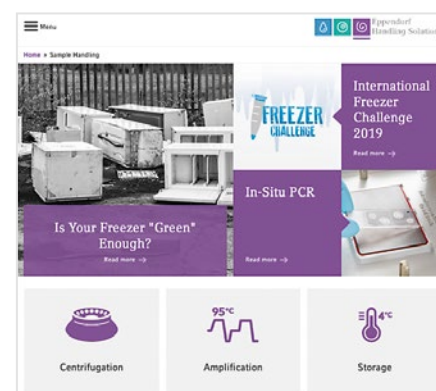 Menu
Eppendorf
Handling Solutions
Home > Sample Handling
FREEZER
CHALLENGE
International
Freezer
Challenge
2019
Read more →
Is Your Freezer "Green"
Enough?
Read more →
In-Situ PCR
Read more →
95°C
4°C
Centrifugation
Amplification
Storage